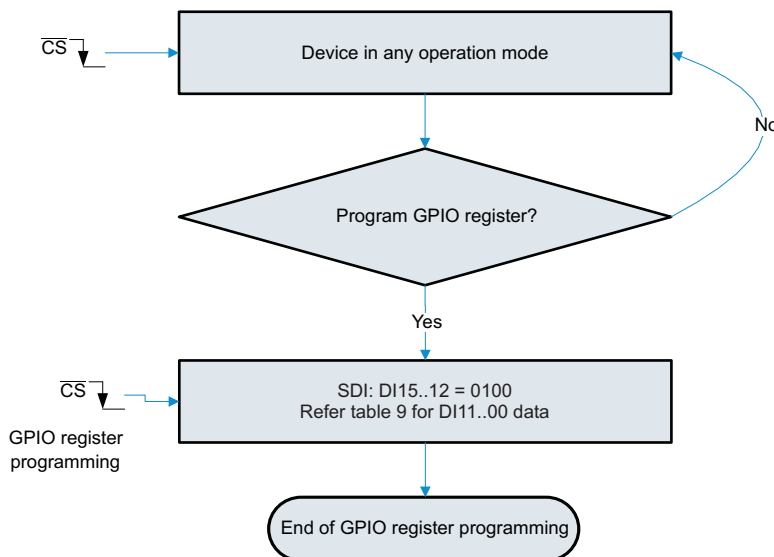 CS
Device in any operation mode
No
Program GPIO register?
Yes
CS
SDI: DI15..12 = 0100
Refer table 9 for DI11..00 data
GPIO register
programming
End of GPIO register programming